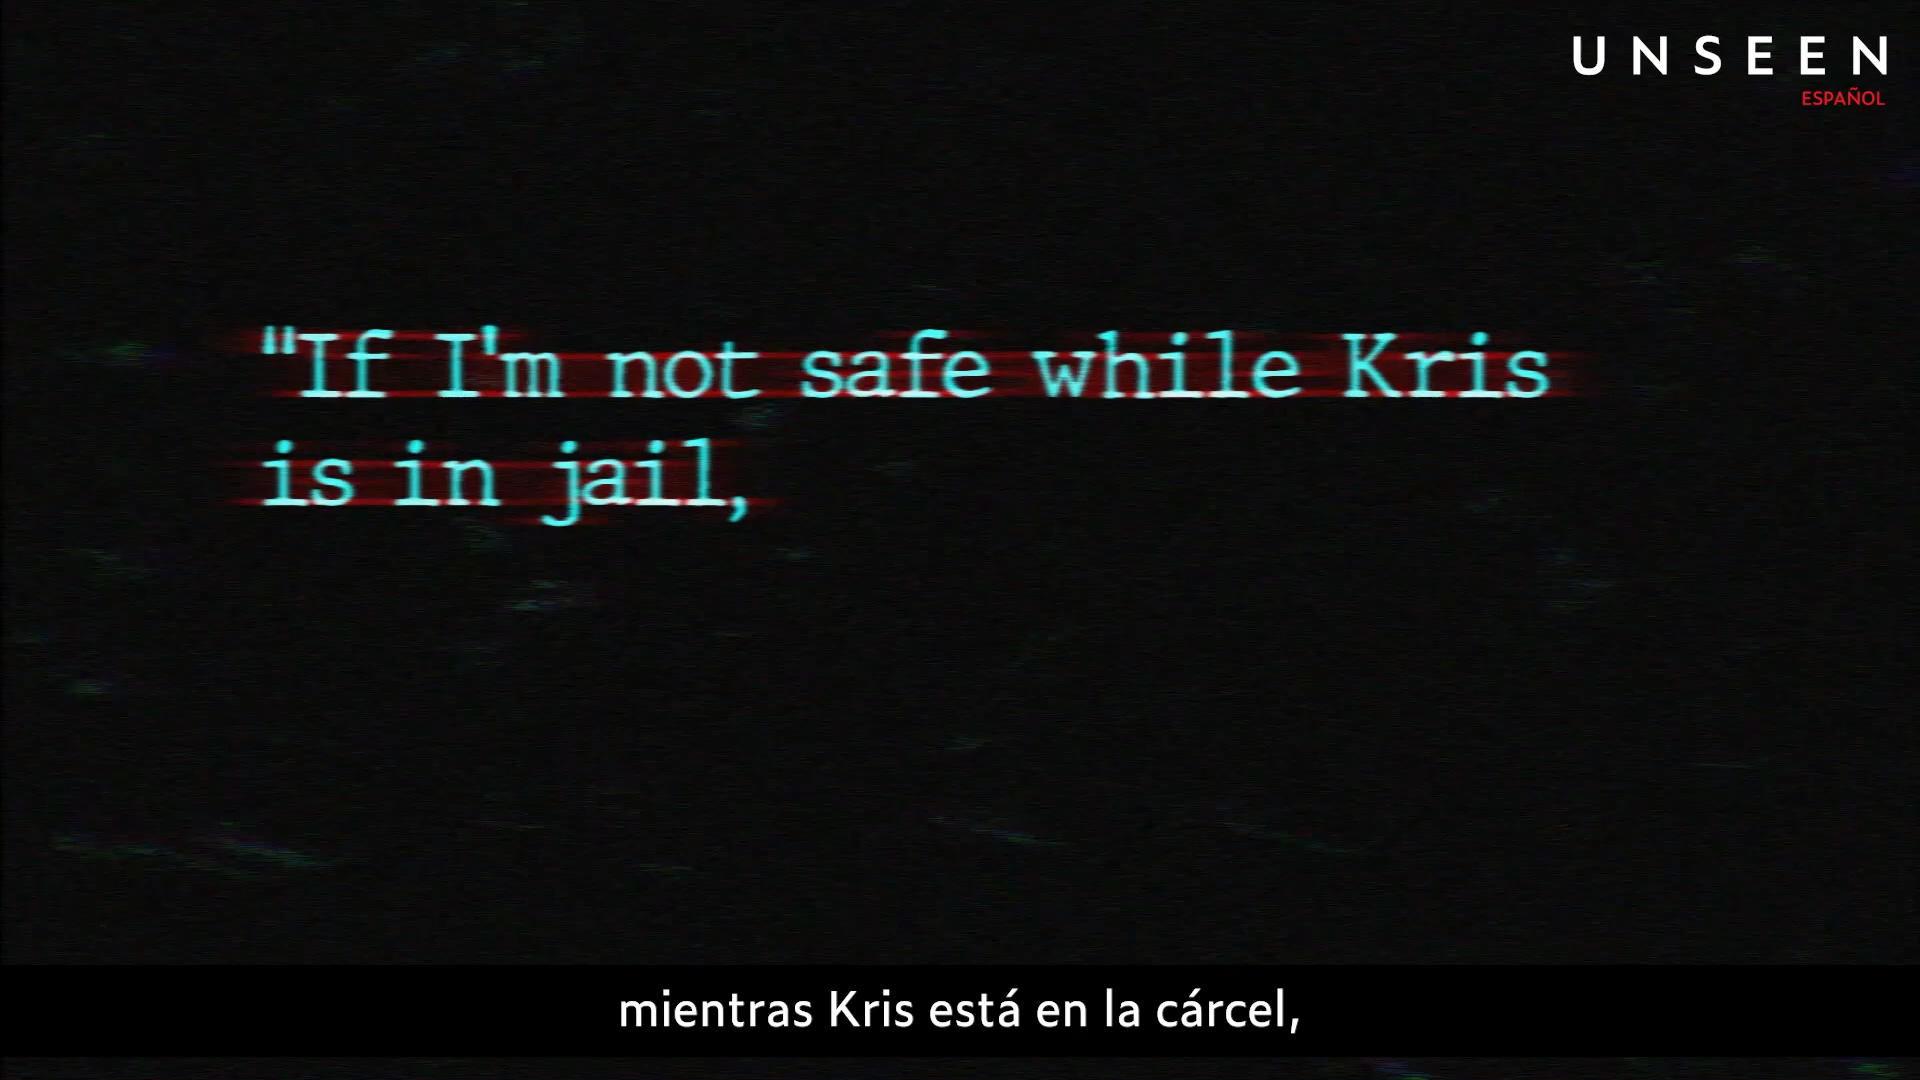 UNSEEN
ESPAÑOL
"If I'm not safe while Kris
is in jail,
mientras Kris está en la cárcel,